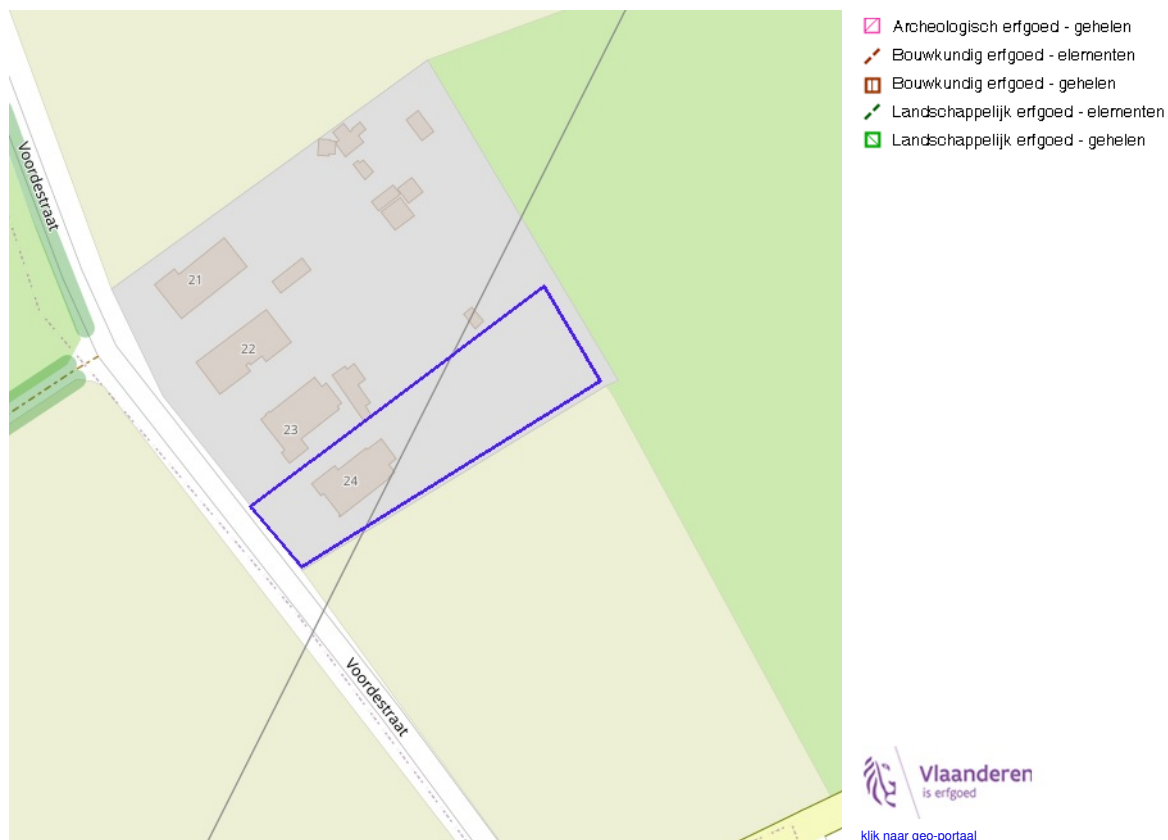 Voordestraat
21
22
23
24
Voordestraat
Archeologisch erfgoed - gehelen
Bouwkundig erfgoed - elementen
Bouwkundig erfgoed - gehelen
Landschappelijk erfgoed - elementen
Landschappelijk erfgoed - gehelen
Vlaanderen
is erfgoed
klik naar geo-portaal